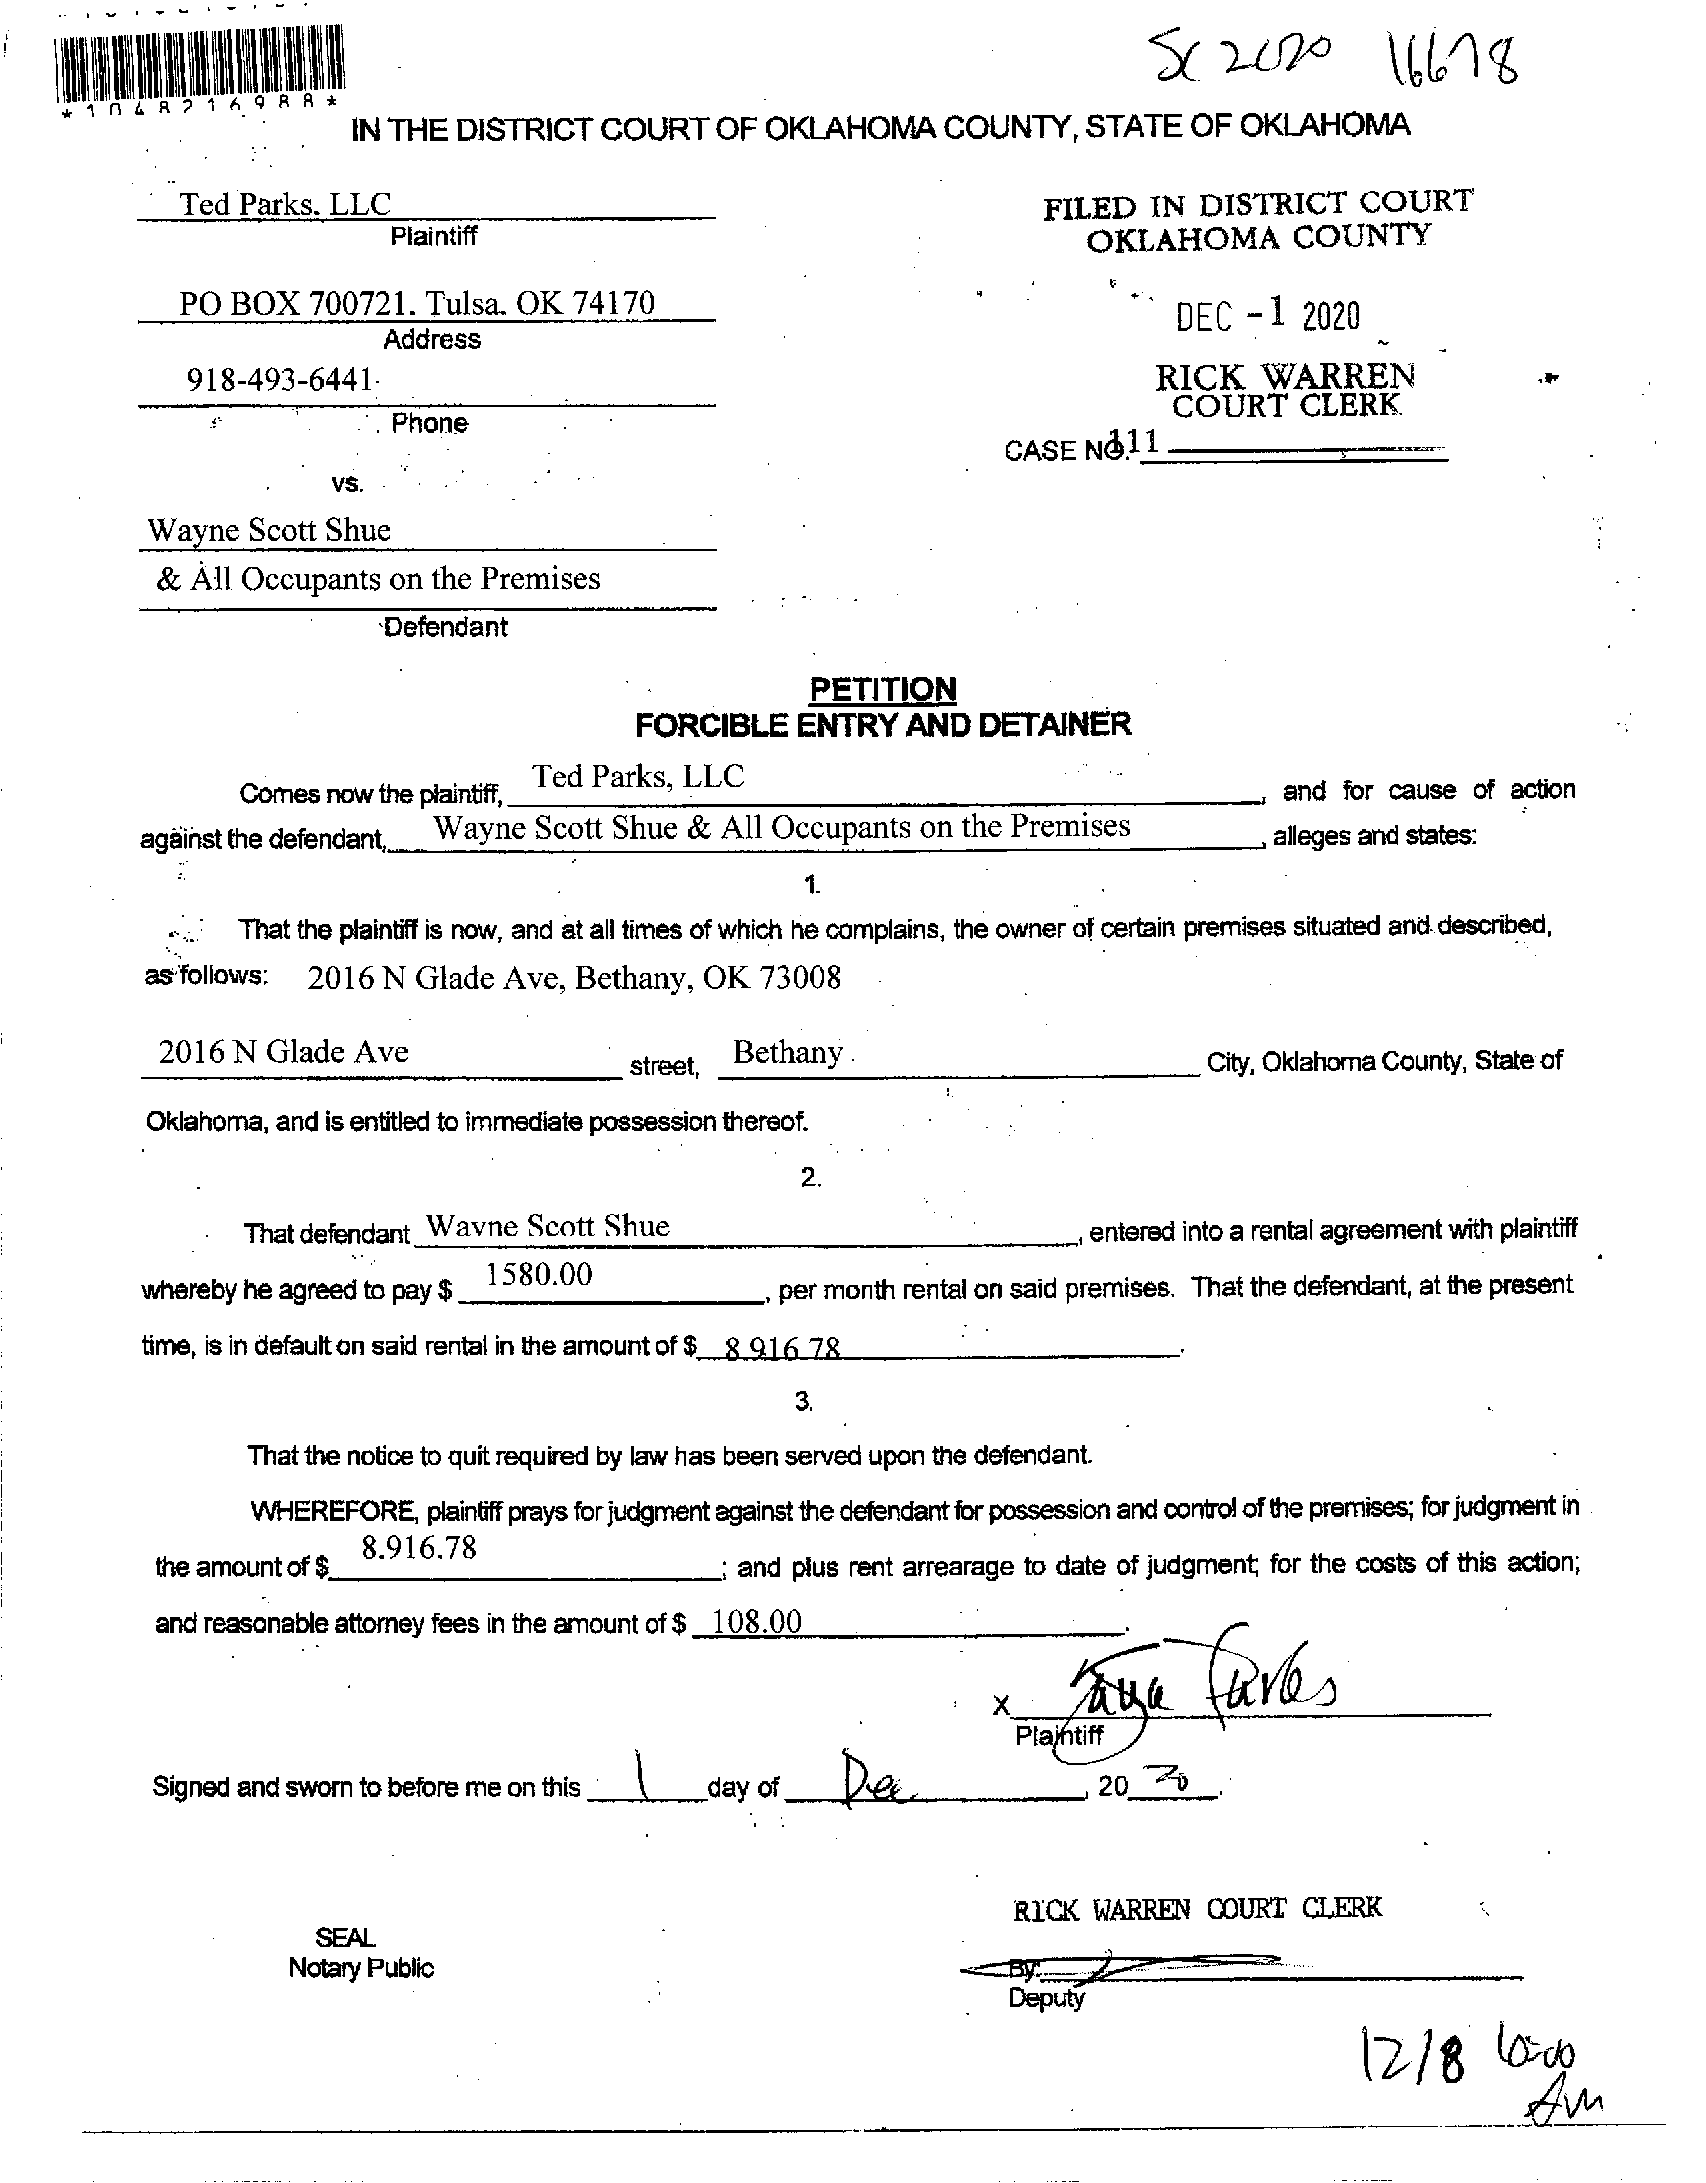 SC 2020 16678
*1048216988*
IN THE DISTRICT COURT OF OKLAHOMA COUNTY, STATE OF OKLAHOMA
Ted Parks. LLC
Plaintiff
FILED IN DISTRICT COURT
OKLAHOMA COUNTY
PO BOX 700721. Tulsa. OK 74170
Address
DEC -1 2020
918-493-6441
Phone
RICK WARREN
COURT CLERK
CASE NO. 111
vs.
Wayne Scott Shue
& All Occupants on the Premises
Defendant
PETITION
FORCIBLE ENTRY AND DETAINER
Comes now the plaintiff, Ted Parks, LLC, and for cause of action
against the defendant, Wayne Scott Shue & All Occupants on the Premises, alleges and states:
1.
That the plaintiff is now, and at all times of which he complains, the owner of certain premises situated and described,
as follows: 2016 N Glade Ave, Bethany, OK 73008
2016 N Glade Ave street, Bethany City, Oklahoma County, State of
Oklahoma, and is entitled to immediate possession thereof.
2.
That defendant Wayne Scott Shue, entered into a rental agreement with plaintiff
whereby he agreed to pay $ 1580.00, per month rental on said premises. That the defendant, at the present
time, is in default on said rental in the amount of $ 8 916 78.
3.
That the notice to quit required by law has been served upon the defendant.
WHEREFORE, plaintiff prays for judgment against the defendant for possession and control of the premises; for judgment in
the amount of $ 8.916.78; and plus rent arrearage to date of judgment; for the costs of this action;
and reasonable attorney fees in the amount of $ 108.00.
X Parks
Plaintiff
Signed and sworn to before me on this 1 day of Dec, 20 20.
RICK WARREN COURT CLERK
SEAL
Notary Public
By:
Deputy
12/8 10:00
Am